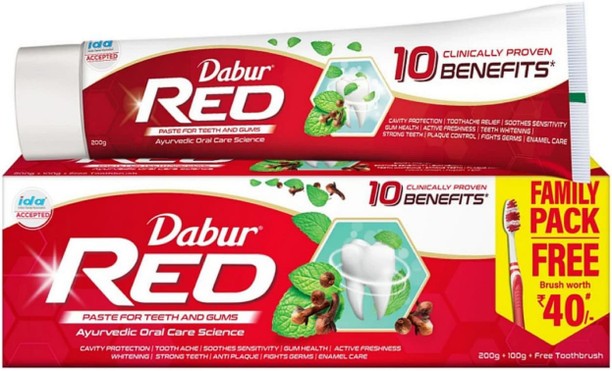 ida
ACCEPTED
Dabur®
RED
PASTE FOR TEETH AND GUMS
Ayurvedic Oral Care Science
200g
10 CLINICALLY PROVEN
BENEFITS*
CAVITY PROTECTION | TOOTHACHE RELIEF | SOOTHES SENSITIVITY
GUM HEALTH | ACTIVE FRESHNESS | TEETH WHITENING |
STRONG TEETH | PLAQUE CONTROL | FIGHTS GERMS | ENAMEL CARE
ida
ACCEPTED
Dabur®
RED
PASTE FOR TEETH AND GUMS
Ayurvedic Oral Care Science
10 CLINICALLY PROVEN
BENEFITS*
CAVITY PROTECTION | TOOTH ACHE | SOOTHES SENSITIVITY | GUM HEALTH | ACTIVE FRESHNESS
WHITENING | STRONG TEETH | ANTI PLAQUE | FIGHTS GERMS | ENAMEL CARE
FAMILY
PACK
FREE
Brush worth
₹40/-
200g + 100g + Free Toothbrush